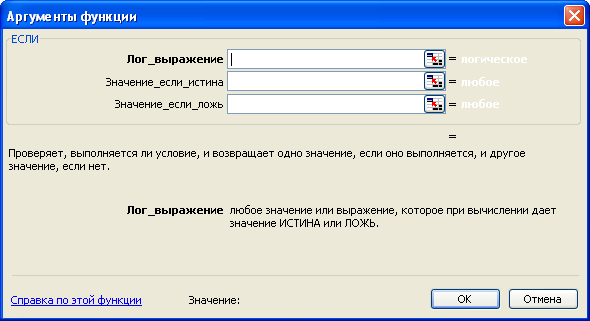 Аргументы функции
ЕСЛИ
Лог_выражение = логическое
Значение_если_истина = любое
Значение_если_ложь = любое
=
Проверяет, выполняется ли условие, и возвращает одно значение, если оно выполняется, и другое
значение, если нет.
Лог_выражение любое значение или выражение, которое при вычислении дает
значение ИСТИНА или ЛОЖЬ.
Справка по этой функции Значение: ОК Отмена